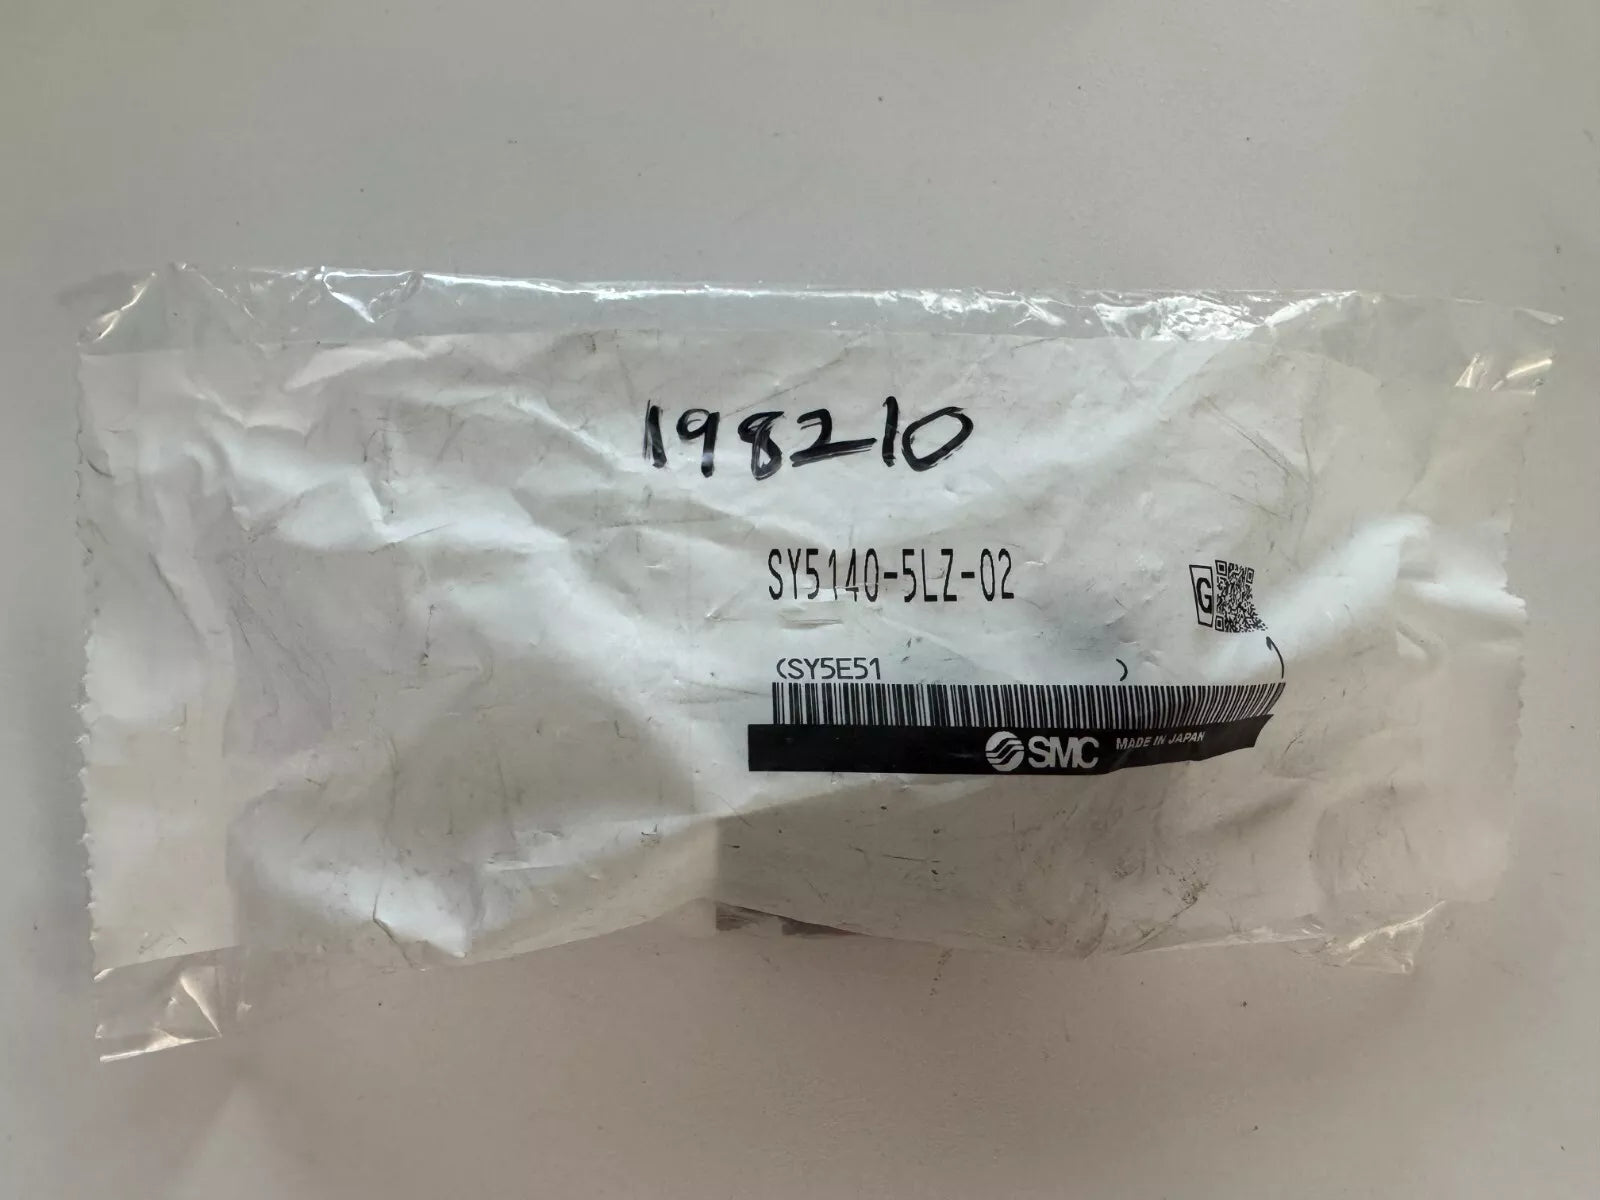 198210
SY5140-5LZ-02
G
(SY5E51 )
SMC MADE IN JAPAN